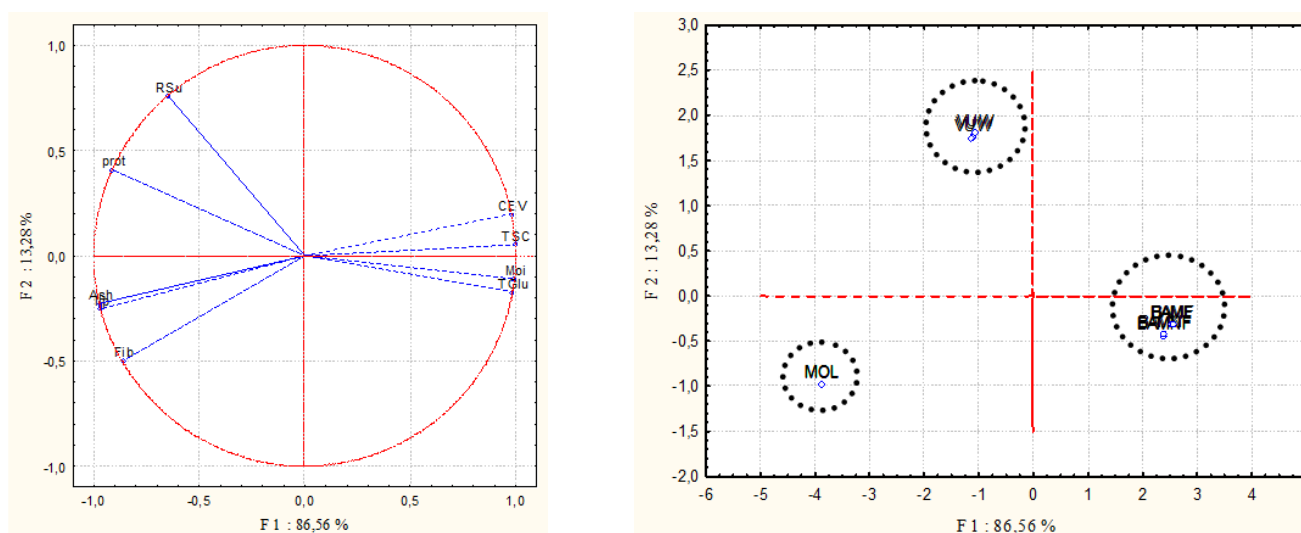 1,0
RSu
0,5
prot
CEV
TSC
0,0
Moi
TGlu
Ash
-0,5
Fib
-1,0
-1,0 -0,5 0,0 0,5 1,0
F 1 : 86,56 %
F 2 : 13,28 %
3,0
2,5
2,0
1,5
1,0
0,5
0,0
BAMF
-0,5
MOL
-1,0
-1,5
-2,0
-6 -5 -4 -3 -2 -1 0 1 2 3 4
F 1 : 86,56 %
F 2 : 13,28 %